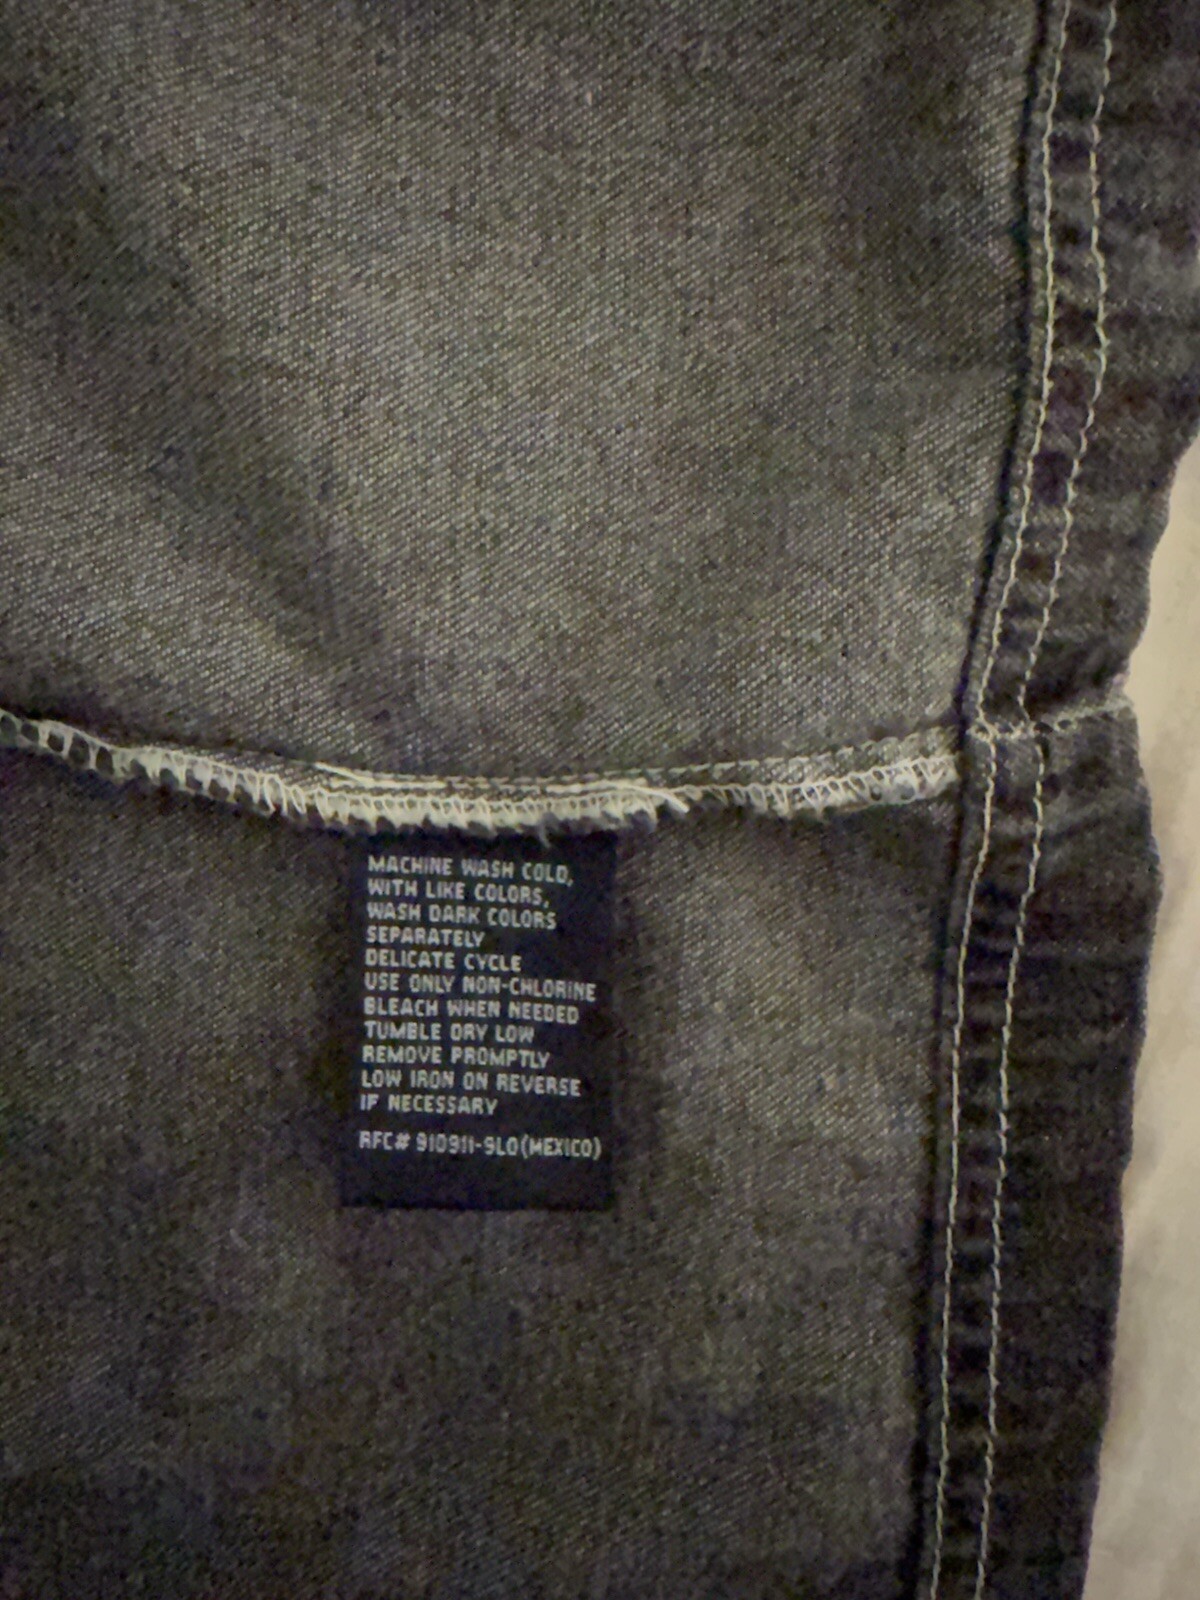 MACHINE WASH COLD,
WITH LIKE COLORS,
WASH DARK COLORS
SEPARATELY
DELICATE CYCLE
USE ONLY NON-CHLORINE
BLEACH WHEN NEEDED
TUMBLE DRY LOW
REMOVE PROMPTLY
LOW IRON ON REVERSE
IF NECESSARY
RFC# 910911-9L0(MEXICO)